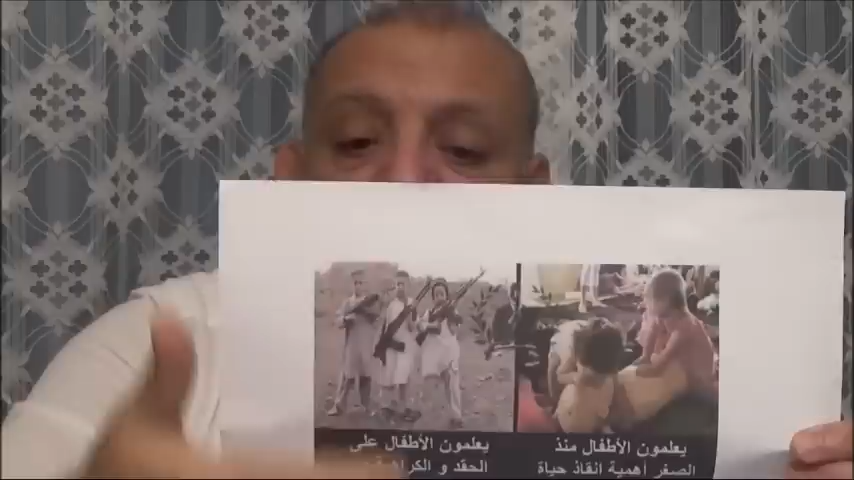 يعلمون الأطفال منذ
الصغر أهمية انقاذ حياة
يعلمون الأطفال على
الحقد و